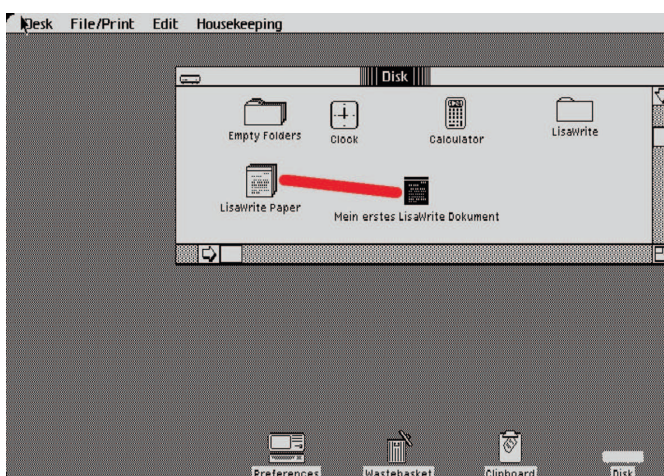 Desk File/Print Edit Housekeeping
Disk
Empty Folders Clock Calculator LisaWrite
LisaWrite Paper Mein erstes LisaWrite Dokument
Preferences Wastebasket Clipboard Disk